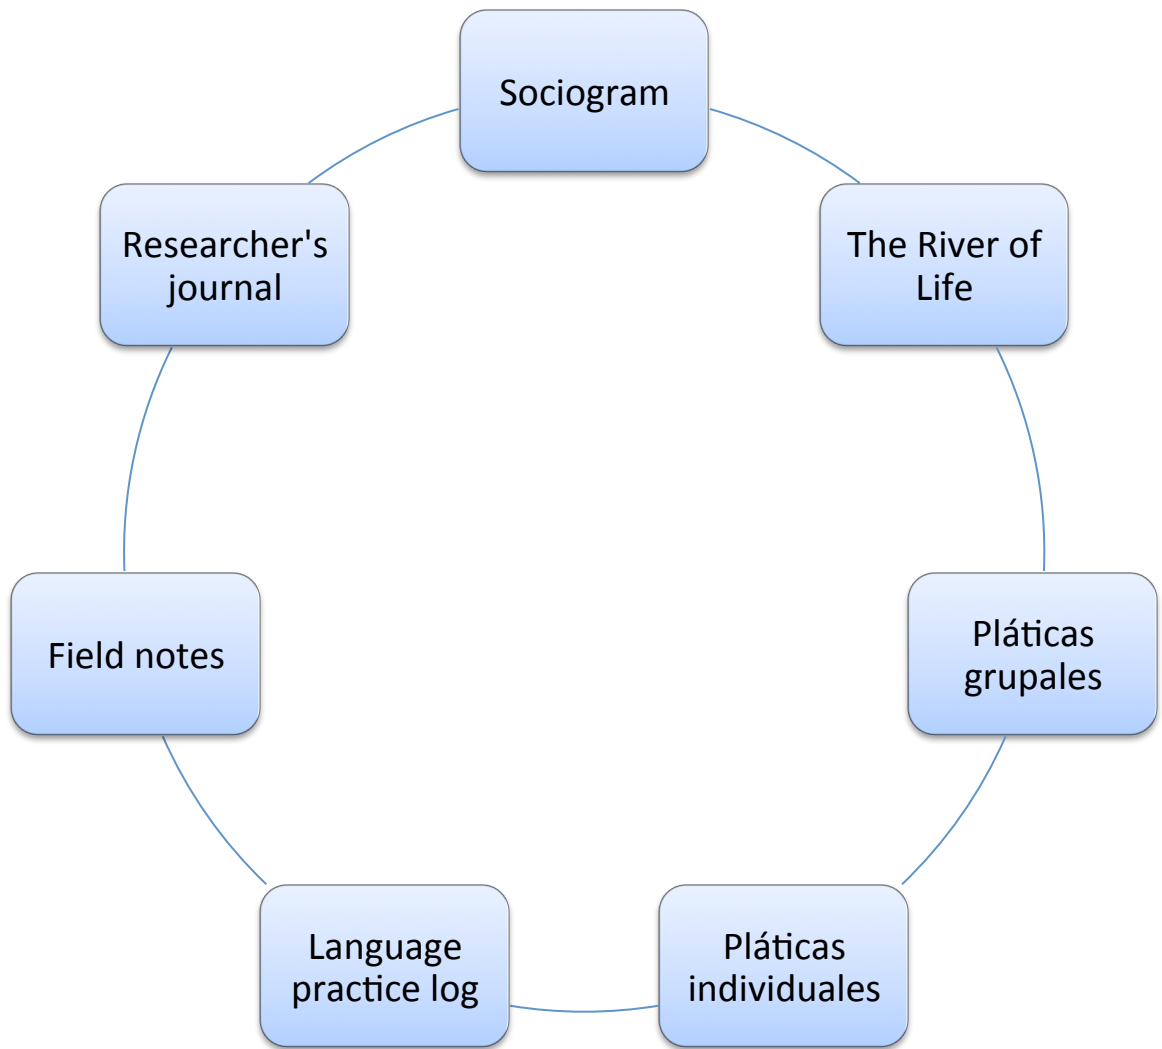 Sociogram
The River of
Life
Pláticas
grupales
Pláticas
individuales
Language
practice log
Field notes
Researcher's
journal